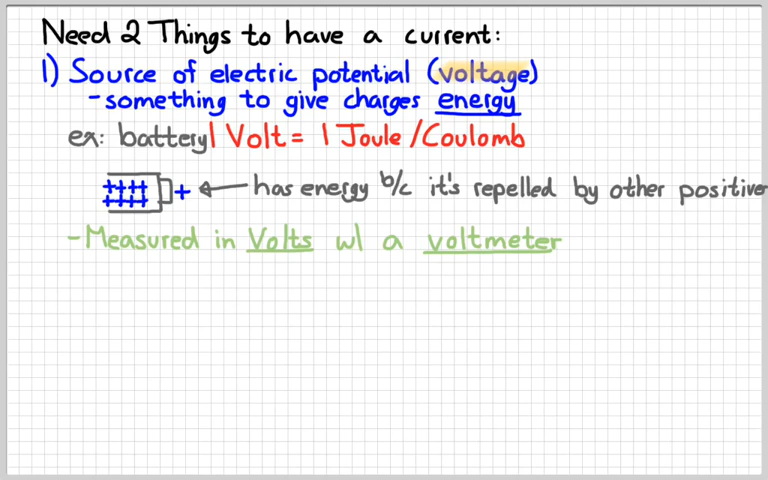 Need 2 Things to have a current:
1) Source of electric potential (voltage)
-something to give charges energy
ex: battery 1 Volt = 1 Joule/Coulomb
+ ← has energy b/c it's repelled by other positive
-Measured in Volts w/ a voltmeter